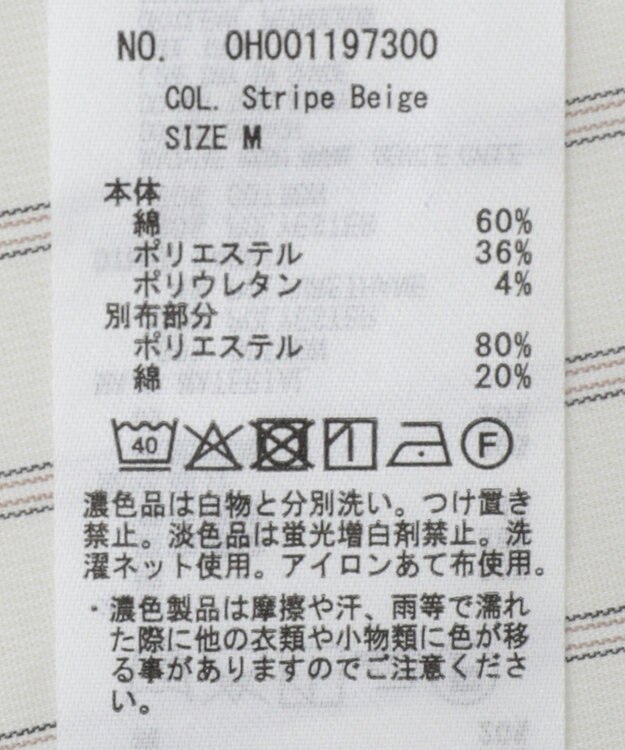 NO. OH001197300
COL. Stripe Beige
SIZE M
本体
綿 60%
ポリエステル 36%
ポリウレタン 4%
別布部分
ポリエステル 80%
綿 20%
40 F
濃色品は白物と分別洗い。つけ置き
禁止。淡色品は蛍光増白剤禁止。洗
濯ネット使用。アイロンあて布使用。
・濃色製品は摩擦や汗、雨等で濡れ
た際に他の衣類や小物類に色が移
る事がありますのでご注意くださ
い。